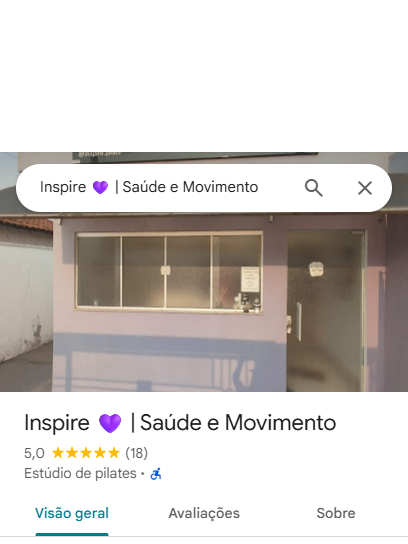 Inspire 💜 | Saúde e Movimento
Inspire 💜 | Saúde e Movimento
5,0 ★★★★★ (18)
Estúdio de pilates ·
Visão geral
Avaliações
Sobre